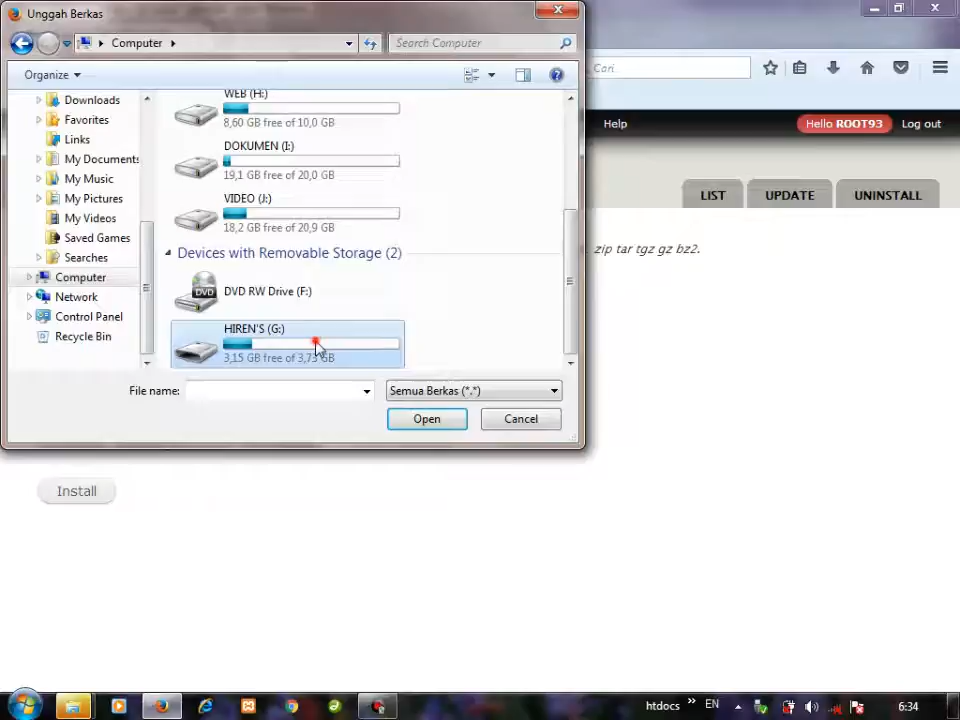 Unggah Berkas
Computer
Search Computer
Organize
Downloads
Favorites
Links
My Documents
My Music
My Pictures
My Videos
Saved Games
Searches
Computer
Network
Control Panel
Recycle Bin
WEB (H:)
8,60 GB free of 10,0 GB
DOKUMEN (I:)
19,1 GB free of 20,0 GB
VIDEO (J:)
18,2 GB free of 20,9 GB
Devices with Removable Storage (2)
DVD
DVD RW Drive (F:)
HIREN'S (G:)
3,15 GB free of 3,73 GB
File name:
Semua Berkas (*.*)
Open
Cancel
Cari
Help
Hello ROOT93
Log out
LIST
UPDATE
UNINSTALL
zip tar tgz gz bz2.
Install
htdocs
»
EN
6:34